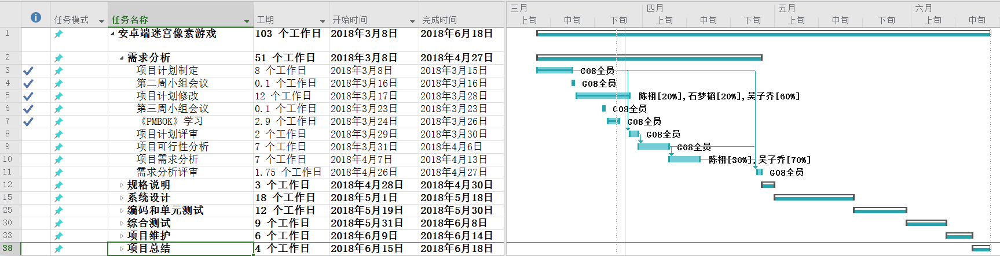 三月 四月 五月 六月
任务模式 任务名称 工期 开始时间 完成时间 上旬 中旬 下旬 上旬 中旬 下旬 上旬 中旬 下旬 上旬 中旬
1 安卓端迷宫像素游戏 103 个工作日 2018年3月8日 2018年6月18日
2 需求分析 51 个工作日 2018年3月8日 2018年4月27日
3 项目计划制定 8 个工作日 2018年3月8日 2018年3月15日 G08全员
4 第二周小组会议 0.1 个工作日 2018年3月16日 2018年3月16日 G08全员
5 项目计划修改 12 个工作日 2018年3月17日 2018年3月28日 陈栩[20%],石梦韬[20%],吴子乔[60%]
6 第三周小组会议 0.1 个工作日 2018年3月23日 2018年3月23日 G08全员
7 《PMBOK》学习 2.9 个工作日 2018年3月24日 2018年3月26日 G08全员
8 项目计划评审 2 个工作日 2018年3月29日 2018年3月30日 G08全员
9 项目可行性分析 7 个工作日 2018年3月31日 2018年4月6日 G08全员
10 项目需求分析 7 个工作日 2018年4月7日 2018年4月13日 陈栩[30%],吴子乔[70%]
11 需求分析评审 1.75 个工作日 2018年4月26日 2018年4月27日 G08全员
12 规格说明 3 个工作日 2018年4月28日 2018年4月30日
15 系统设计 18 个工作日 2018年5月1日 2018年5月18日
25 编码和单元测试 12 个工作日 2018年5月19日 2018年5月30日
30 综合测试 9 个工作日 2018年5月31日 2018年6月8日
33 项目维护 6 个工作日 2018年6月9日 2018年6月14日
38 项目总结 4 个工作日 2018年6月15日 2018年6月18日